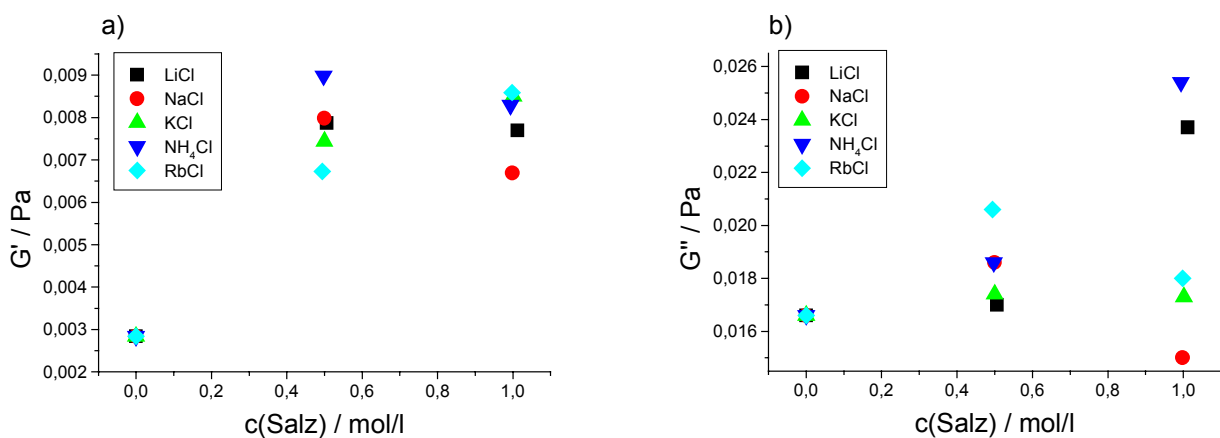 a)
G' / Pa
0,009
0,008
0,007
0,006
0,005
0,004
0,003
0,002
LiCl
NaCl
KCl
NH₄Cl
RbCl
0,0 0,2 0,4 0,6 0,8 1,0
c(Salz) / mol/l
b)
G'' / Pa
0,026
0,024
0,022
0,020
0,018
0,016
LiCl
NaCl
KCl
NH₄Cl
RbCl
0,0 0,2 0,4 0,6 0,8 1,0
c(Salz) / mol/l